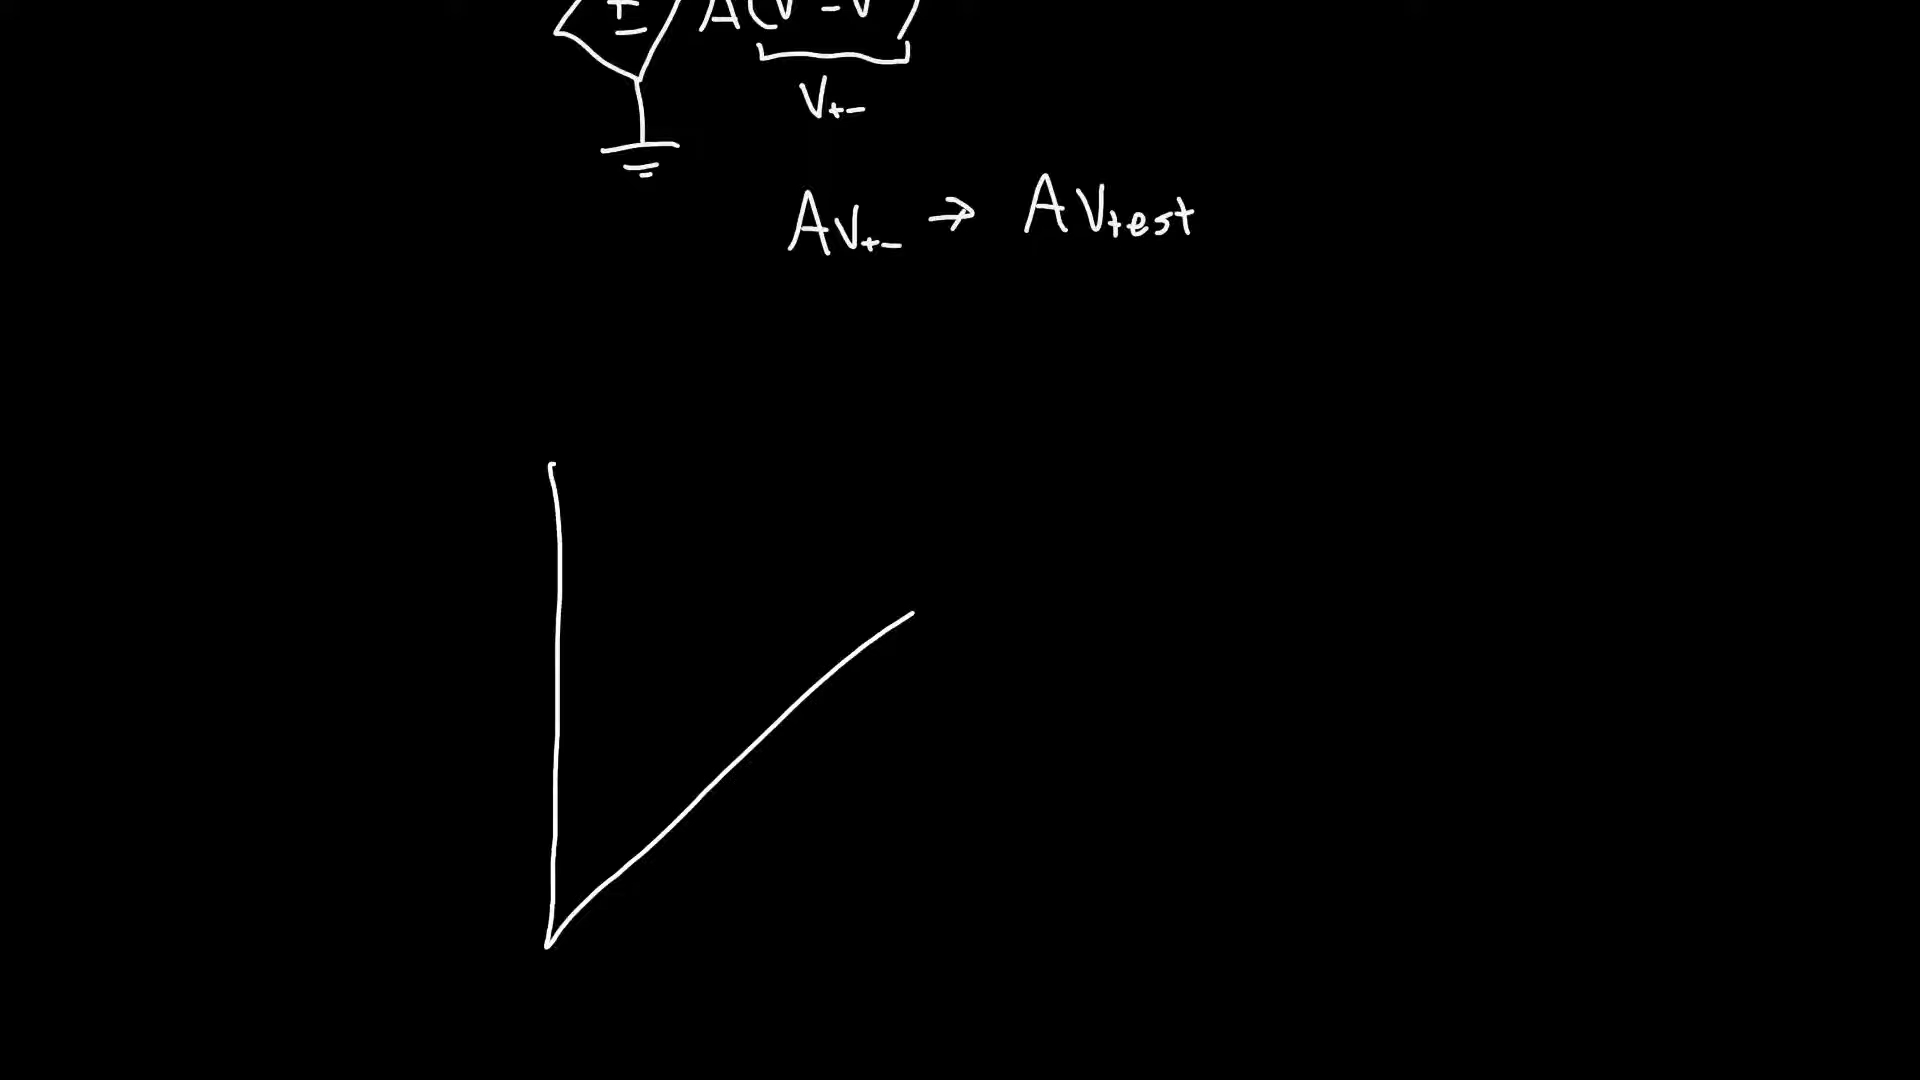 ± A(V - V)
V+-
AV+- → AVtest